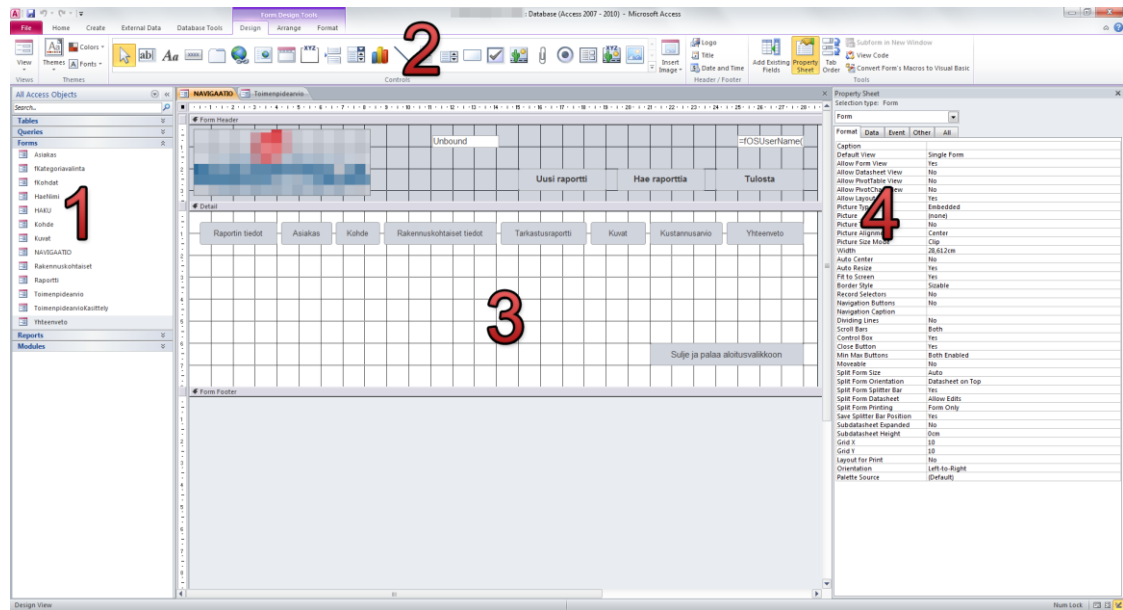 Form Design Tools
: Database (Access 2007 - 2010) - Microsoft Access
File Home Create External Data Database Tools Design Arrange Format
View
Themes
Colors
Fonts
Aa
ab
Aa
XYZ
XYZ
2
Insert Image
Logo
Title
Date and Time
Add Existing Fields
Property Sheet
Tab Order
Subform in New Window
View Code
Convert Form's Macros to Visual Basic
Views Themes Controls Header / Footer Tools
All Access Objects
Search..
Tables
Queries
Forms
Asiakas
fKategoriavalinta
fKohdat
Haefilmi
HAKU
Kohde
Kuvat
NAVIGAATIO
Rakennuskohtaiset
Raportti
Toimenpideanvio
ToimenpideanvioKasittely
Yhteenveto
Reports
Modules
1
NAVIGAATIO Toimenpideanvio
Form Header
Unbound =fOSUserName(
Uusi raportti Hae raporttia Tulosta
Detail
Raportin tiedot Asiakas Kohde Rakennuskohtaiset tiedot Tarkastusraportti Kuvat Kustannusarvio Yhteenveto
3
Sulje ja palaa aloitusvalikkoon
Form Footer
Property Sheet
Selection type: Form
Form
Format Data Event Other All
Caption
Default View Single Form
Allow Form View Yes
Allow Datasheet View No
Allow PivotTable View No
Allow PivotChart View No
Allow Layout Yes
Picture Embedded
Picture (none)
Picture No
Picture Alignment Center
Picture Size Mode Clip
Width 28,612cm
Auto Center No
Auto Resize Yes
Fit to Screen Yes
Border Style Sizable
Record Selectors No
Navigation Buttons No
Navigation Caption
Dividing Lines No
Scroll Bars Both
Control Box Yes
Close Button Yes
Min Max Buttons Both Enabled
Moveable No
Split Form Size Auto
Split Form Orientation Datasheet on Top
Split Form Splitter Bar Yes
Split Form Datasheet Allow Edits
Split Form Printing Form Only
Save Splitter Bar Position Yes
Subdatasheet Expanded No
Subdatasheet Height 0cm
Grid X 10
Grid Y 10
Layout for Print No
Orientation Left-to-Right
Palette Source (Default)
4
Design View Num Lock